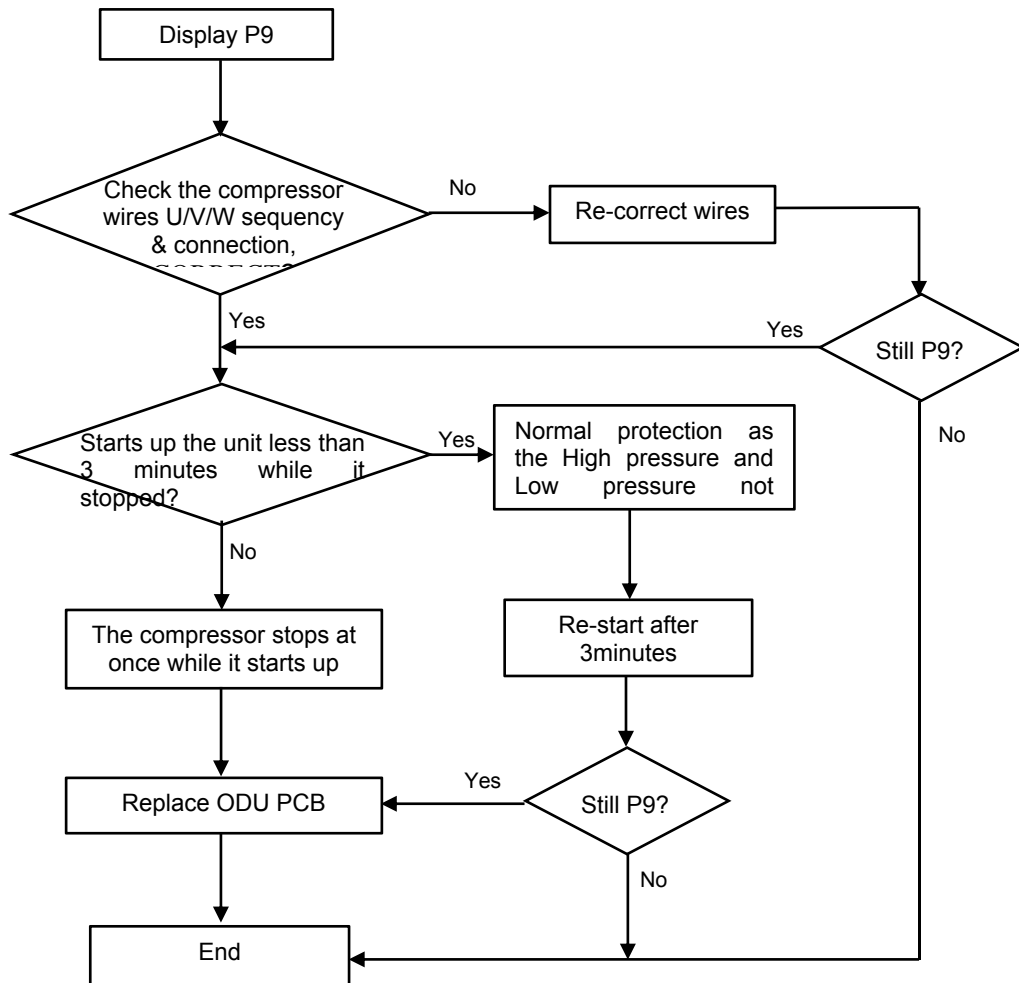 Display P9
Check the compressor
wires U/V/W sequency
& connection,
No
Re-correct wires
Yes
Yes
Still P9?
Starts up the unit less than
3 minutes while it
stopped?
Yes
Normal protection as
the High pressure and
Low pressure not
No
No
The compressor stops at
once while it starts up
Re-start after
3minutes
Replace ODU PCB
Yes
Still P9?
No
End